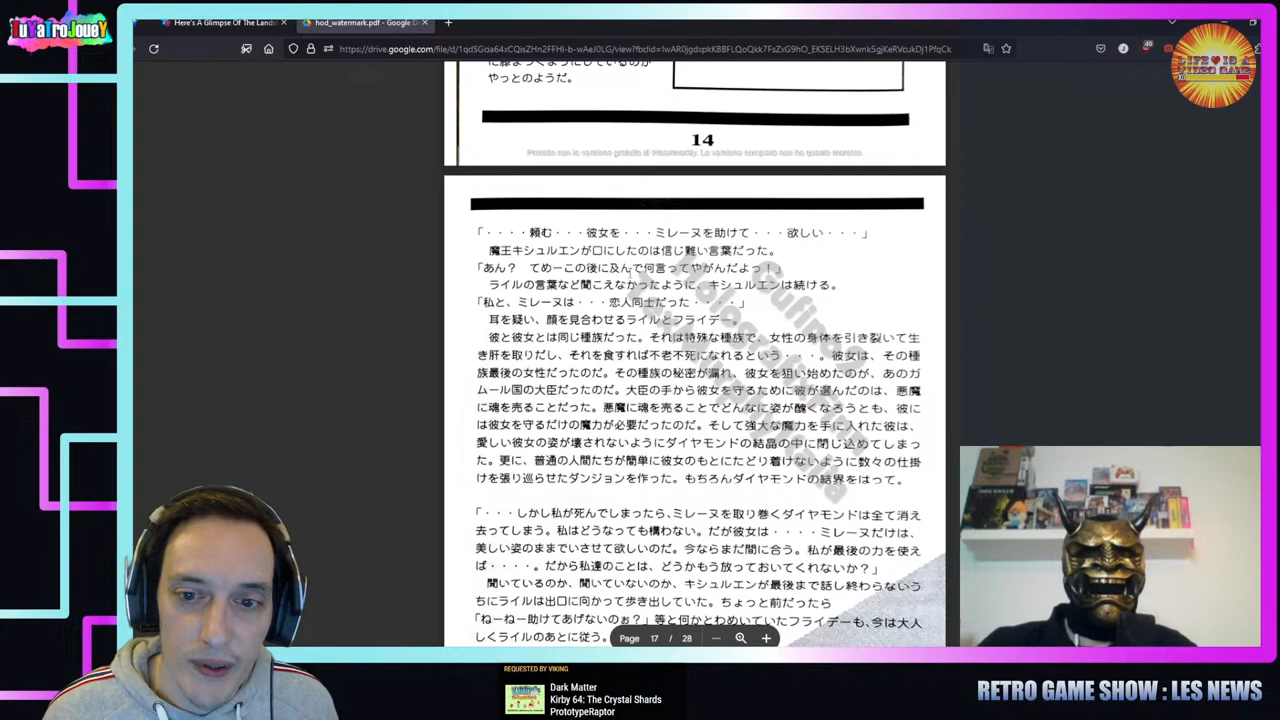 TuYaTroJoueY
Here's A Glimpse Of The Lands
hod_watermark.pdf - Google D
https://drive.google.com/file/d/
LIFE IS A VIDEO GAME
に膝まづくようにしているのが
やっとのようだ。
14
Protetto con la versione gratuita di Watermarkly. La versione completa non ha questo marchio.
「・・・・頼む・・・彼女を・・・ミレーヌを助けて・・・欲しい・・・」
魔王キシュルエンが口にしたのは信じ難い言葉だった。
「あん？　てめーこの後に及んで何言ってやがんだよっ！」
ライルの言葉など聞こえなかったように、キシュルエンは続ける。
「私と、ミレーヌは・・・恋人同士だった・・・・」
耳を疑い、顔を見合わせるライルとフライデー。
彼と彼女とは同じ種族だった。それは特殊な種族で、女性の身体を引き裂いて生
き肝を取りだし、それを食すれば不老不死になれるという・・・。彼女は、その種
族最後の女性だったのだ。その種族の秘密が漏れ、彼女を狙い始めたのが、あのガ
ムール国の大臣だったのだ。大臣の手から彼女を守るために彼が選んだのは、悪魔
に魂を売ることだった。悪魔に魂を売ることでどんなに姿が醜くなろうとも、彼に
は彼女を守るだけの魔力が必要だったのだ。そして強大な魔力を手に入れた彼は、
愛しい彼女の姿が壊されないようにダイヤモンドの結晶の中に閉じ込めてしまっ
た。更に、普通の人間たちが簡単に彼女のもとにたどり着けないように数々の仕掛
けを張り巡らせたダンジョンを作った。もちろんダイヤモンドの結界をはって。
「・・・しかし私が死んでしまったら、ミレーヌを取り巻くダイヤモンドは全て消え
去ってしまう。私はどうなっても構わない。だが彼女は・・・・ミレーヌだけは、
美しい姿のままでいさせて欲しいのだ。今ならまだ間に合う。私が最後の力を使え
ば・・・・。だから私達のことは、どうかもう放っておいてくれないか？」
聞いているのか、聞いていないのか、キシュルエンが最後まで話し終わらないう
ちにライルは出口に向かって歩き出していた。ちょっと前だったら
「ねーねー助けてあげないのぉ？」等と何かとわめいていたフライデーも、今は大人
しくライルのあとに従う。
Page 17 / 28
REQUESTED BY VIKING
Dark Matter
Kirby 64: The Crystal Shards
PrototypeRaptor
RETRO GAME SHOW : LES NEWS